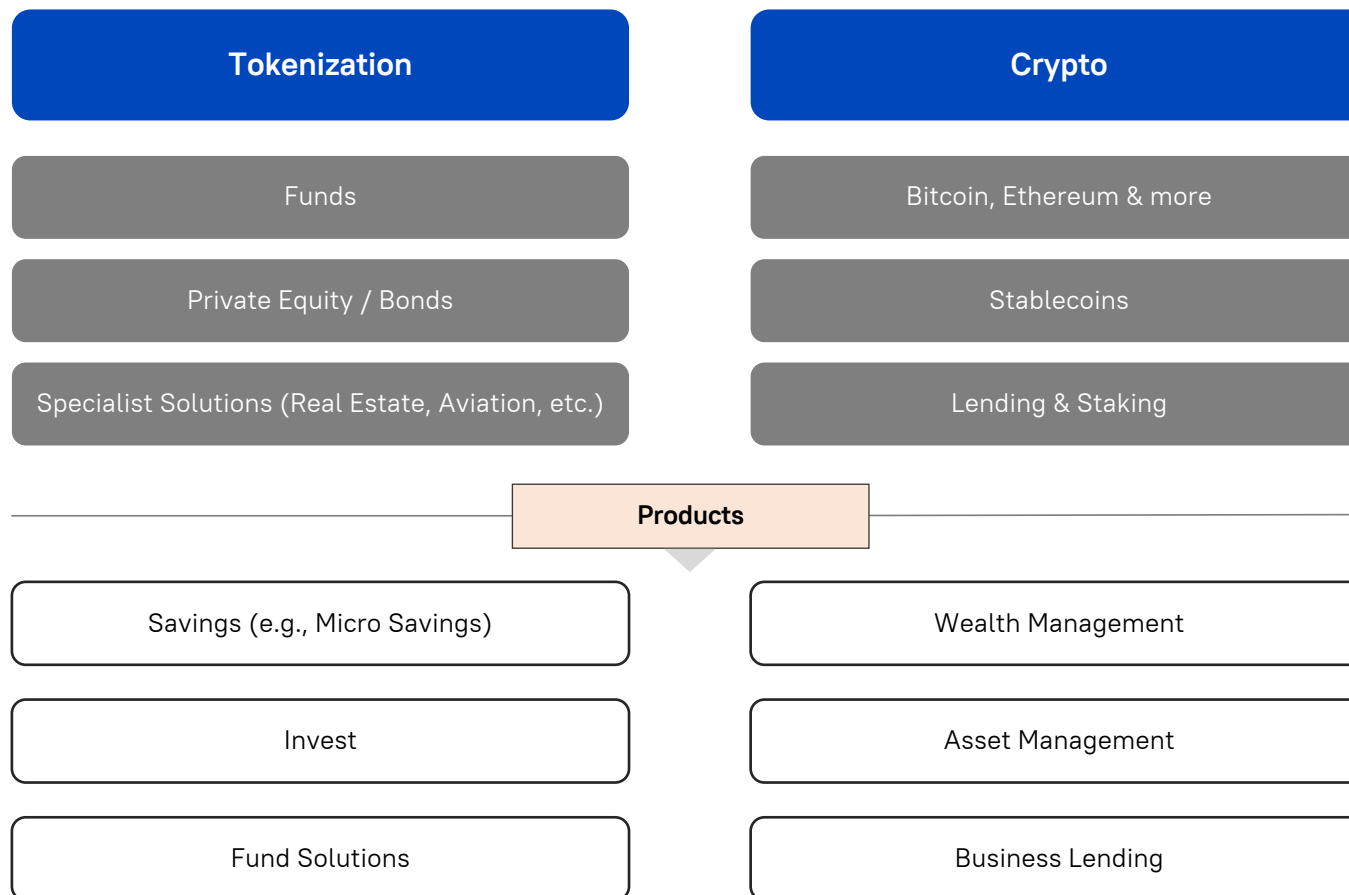 Tokenization
Crypto
Funds
Bitcoin, Ethereum & more
Private Equity / Bonds
Stablecoins
Specialist Solutions (Real Estate, Aviation, etc.)
Lending & Staking
Products
Savings (e.g., Micro Savings)
Wealth Management
Invest
Asset Management
Fund Solutions
Business Lending